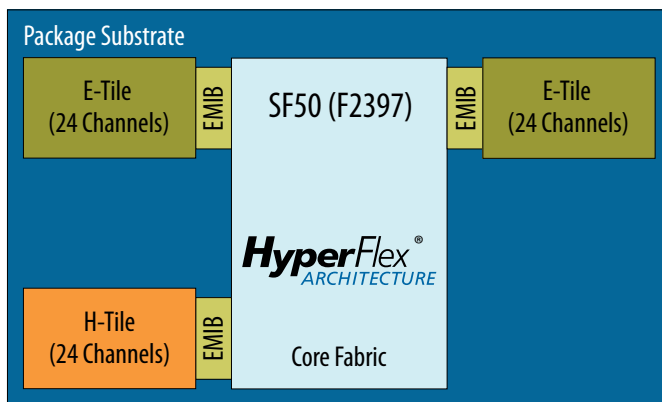 Package Substrate
E-Tile
(24 Channels)
EMIB
SF50 (F2397)
EMIB
E-Tile
(24 Channels)
HyperFlex®
ARCHITECTURE
H-Tile
(24 Channels)
EMIB
Core Fabric